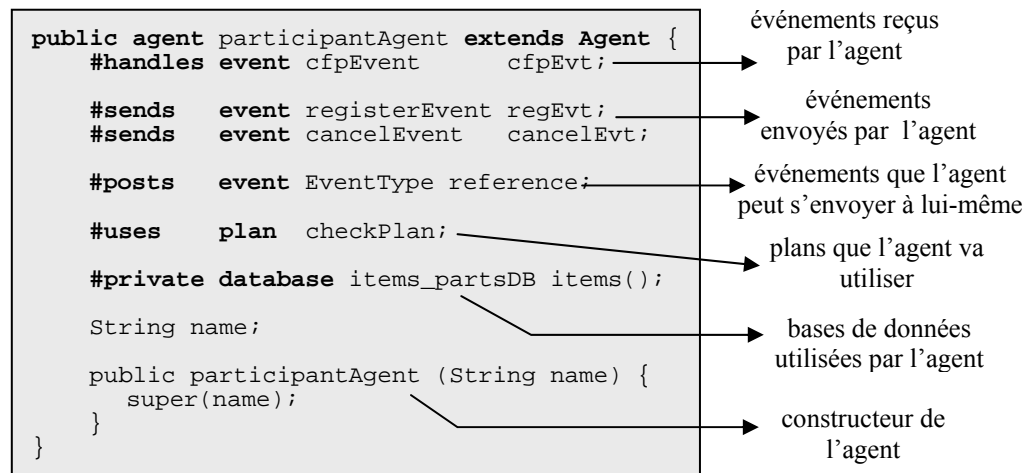 public agent participantAgent extends Agent {
#handles event cfpEvent cfpEvt;
#sends event registerEvent regEvt;
#sends event cancelEvent cancelEvt;
#posts event EventType reference;
#uses plan checkPlan;
#private database items_partsDB items();
String name;
public participantAgent (String name) {
super(name);
}
}
événements reçus
par l’agent
événements
envoyés par l’agent
événements que l’agent
peut s’envoyer à lui-même
plans que l’agent va
utiliser
bases de données
utilisées par l’agent
constructeur de
l’agent